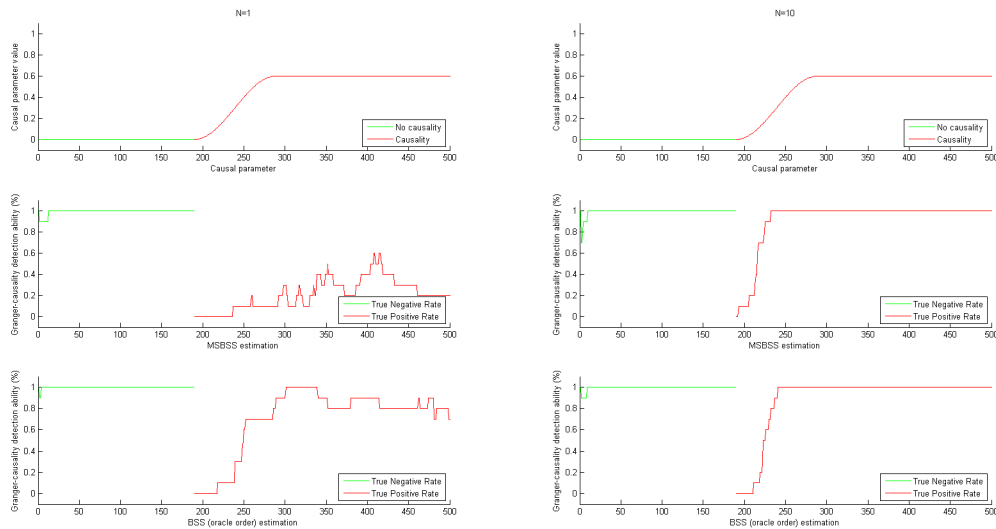 N=1
Causal parameter value
1
0.8
0.6
0.4
0.2
0
0 50 100 150 200 250 300 350 400 450 500
No causality
Causality
Causal parameter
N=10
Causal parameter value
1
0.8
0.6
0.4
0.2
0
0 50 100 150 200 250 300 350 400 450 500
No causality
Causality
Causal parameter
Granger-causality detection ability (%)
1
0.8
0.6
0.4
0.2
0
0 50 100 150 200 250 300 350 400 450 500
True Negative Rate
True Positive Rate
MSBSS estimation
Granger-causality detection ability (%)
1
0.8
0.6
0.4
0.2
0
0 50 100 150 200 250 300 350 400 450 500
True Negative Rate
True Positive Rate
MSBSS estimation
Granger-causality detection ability (%)
1
0.8
0.6
0.4
0.2
0
0 50 100 150 200 250 300 350 400 450 500
True Negative Rate
True Positive Rate
BSS (oracle order) estimation
Granger-causality detection ability (%)
1
0.8
0.6
0.4
0.2
0
0 50 100 150 200 250 300 350 400 450 500
True Negative Rate
True Positive Rate
BSS (oracle order) estimation